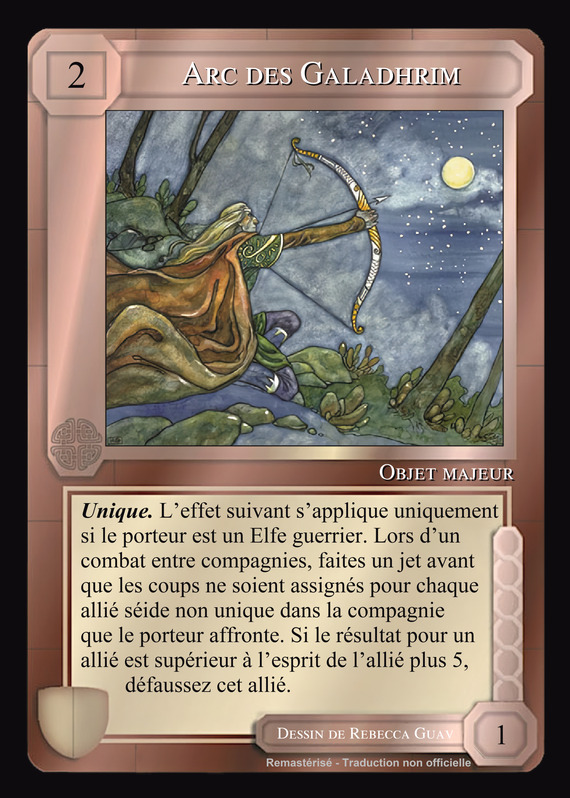 2
ARC DES GALADHRIM
OBJET MAJEUR
Unique. L'effet suivant s'applique uniquement
si le porteur est un Elfe guerrier. Lors d'un
combat entre compagnies, faites un jet avant
que les coups ne soient assignés pour chaque
allié séide non unique dans la compagnie
que le porteur affronte. Si le résultat pour un
allié est supérieur à l'esprit de l'allié plus 5,
défaussez cet allié.
DESSIN DE REBECCA GUAY
1
Remastérisé - Traduction non officielle